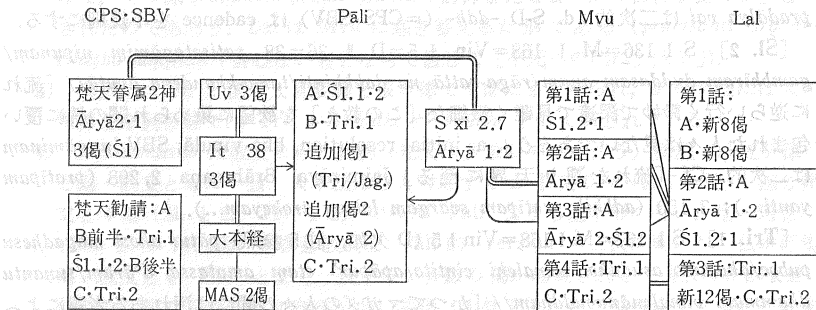 CPS·SBV
Pāli
Mvu
Lal
梵天眷属2神
Āryā2·1
3偈(Ś1)
梵天勧請:A
B前半·Tri.1
Ś1.1·2·B後半
C·Tri.2
Uv 3偈
It 38
3偈
大本経
MAS 2偈
A·Ś1.1·2
B·Tri.1
追加偈1
(Tri/Jag.)
追加偈2
(Āryā 2)
C·Tri.2
S xi 2.7
Āryā 1·2
第1話:A
Ś1.2·1
第2話:A
Āryā 1·2
第3話:A
Āryā 2·Ś1.2
第4話:Tri.1
C·Tri.2
第1話:
A·新8偈
B·新8偈
第2話:A
Āryā 1·2
Ś1.2·1
第3話:Tri.1
新12偈·C·Tri.2